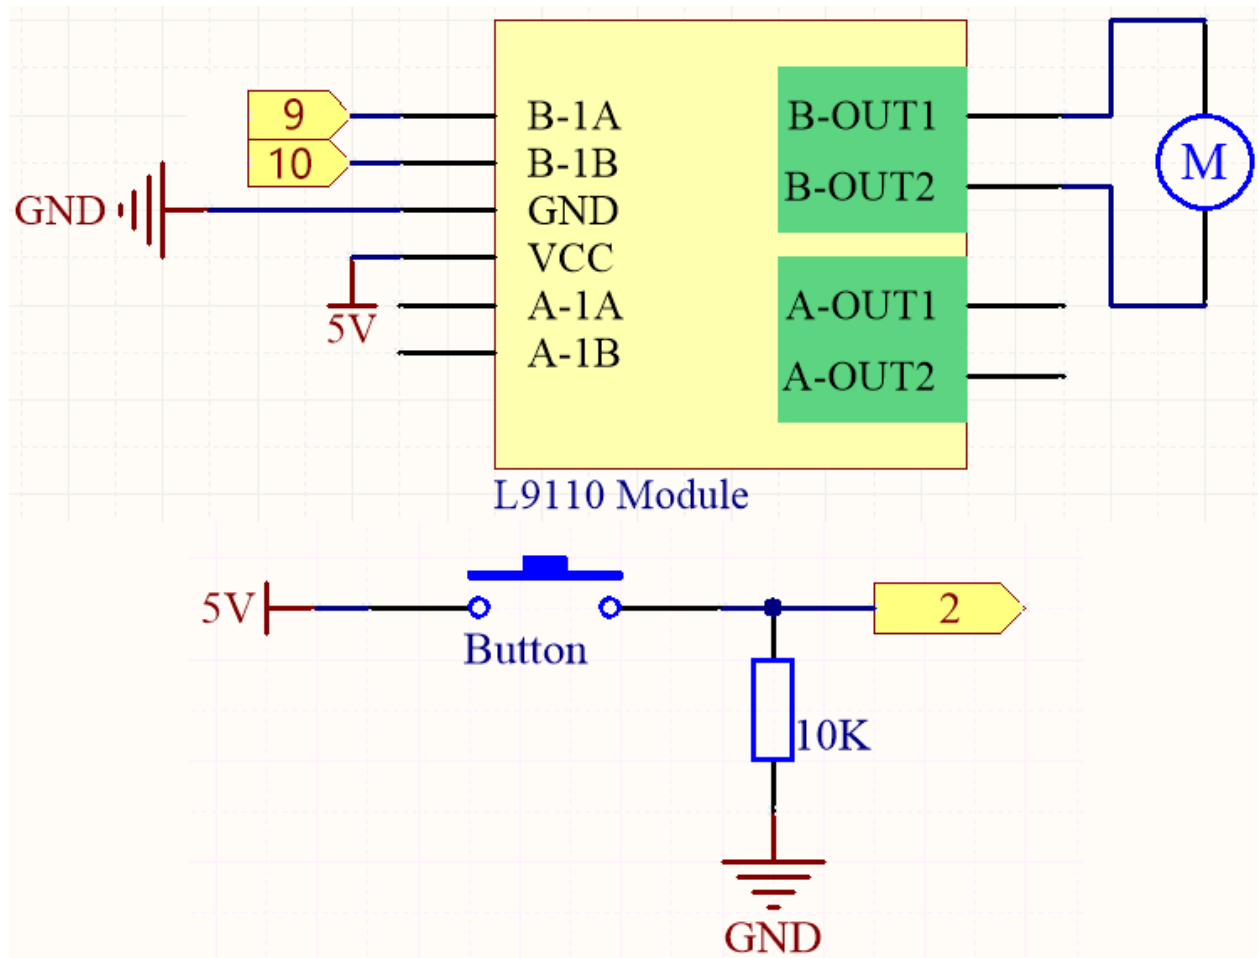 9
B-1A
B-OUT1
10
B-1B
B-OUT2
M
GND
GND
VCC
5V
A-1A
A-OUT1
A-1B
A-OUT2
L9110 Module
5V
Button
2
10K
GND